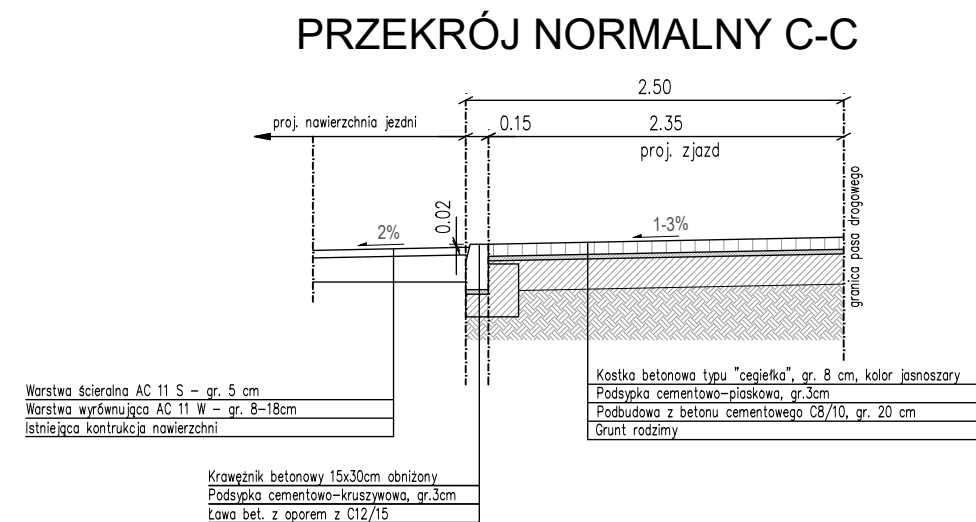 PRZEKRÓJ NORMALNY C-C
2.50
proj. nawierzchnia jezdni
0.15
2.35
proj. zjazd
granica pasa drogowego
0.02
2%
1-3%
Warstwa ścieralna AC 11 S – gr. 5 cm
Warstwa wyrównująca AC 11 W – gr. 8–18cm
Istniejąca kontrukcja nawierzchni
Kostka betonowa typu "cegiełka", gr. 8 cm, kolor jasnoszary
Podsypka cementowo–piaskowa, gr.3cm
Podbudowa z betonu cementowego C8/10, gr. 20 cm
Grunt rodzimy
Krawężnik betonowy 15x30cm obniżony
Podsypka cementowo–kruszywowa, gr.3cm
Ława bet. z oporem z C12/15